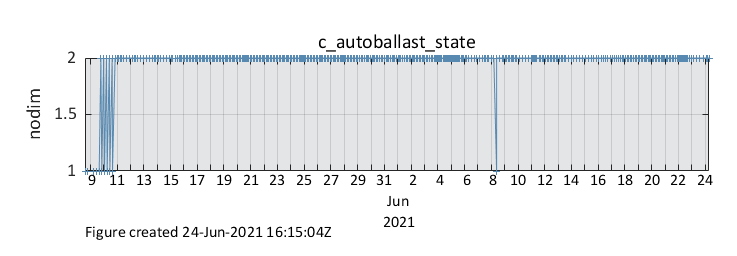 c_autoballast_state
nodim
2
1.5
1
9 11 13 15 17 19 21 23 25 27 29 31 2 4 6 8 10 12 14 16 18 20 22 24
Jun
2021
Figure created 24-Jun-2021 16:15:04Z